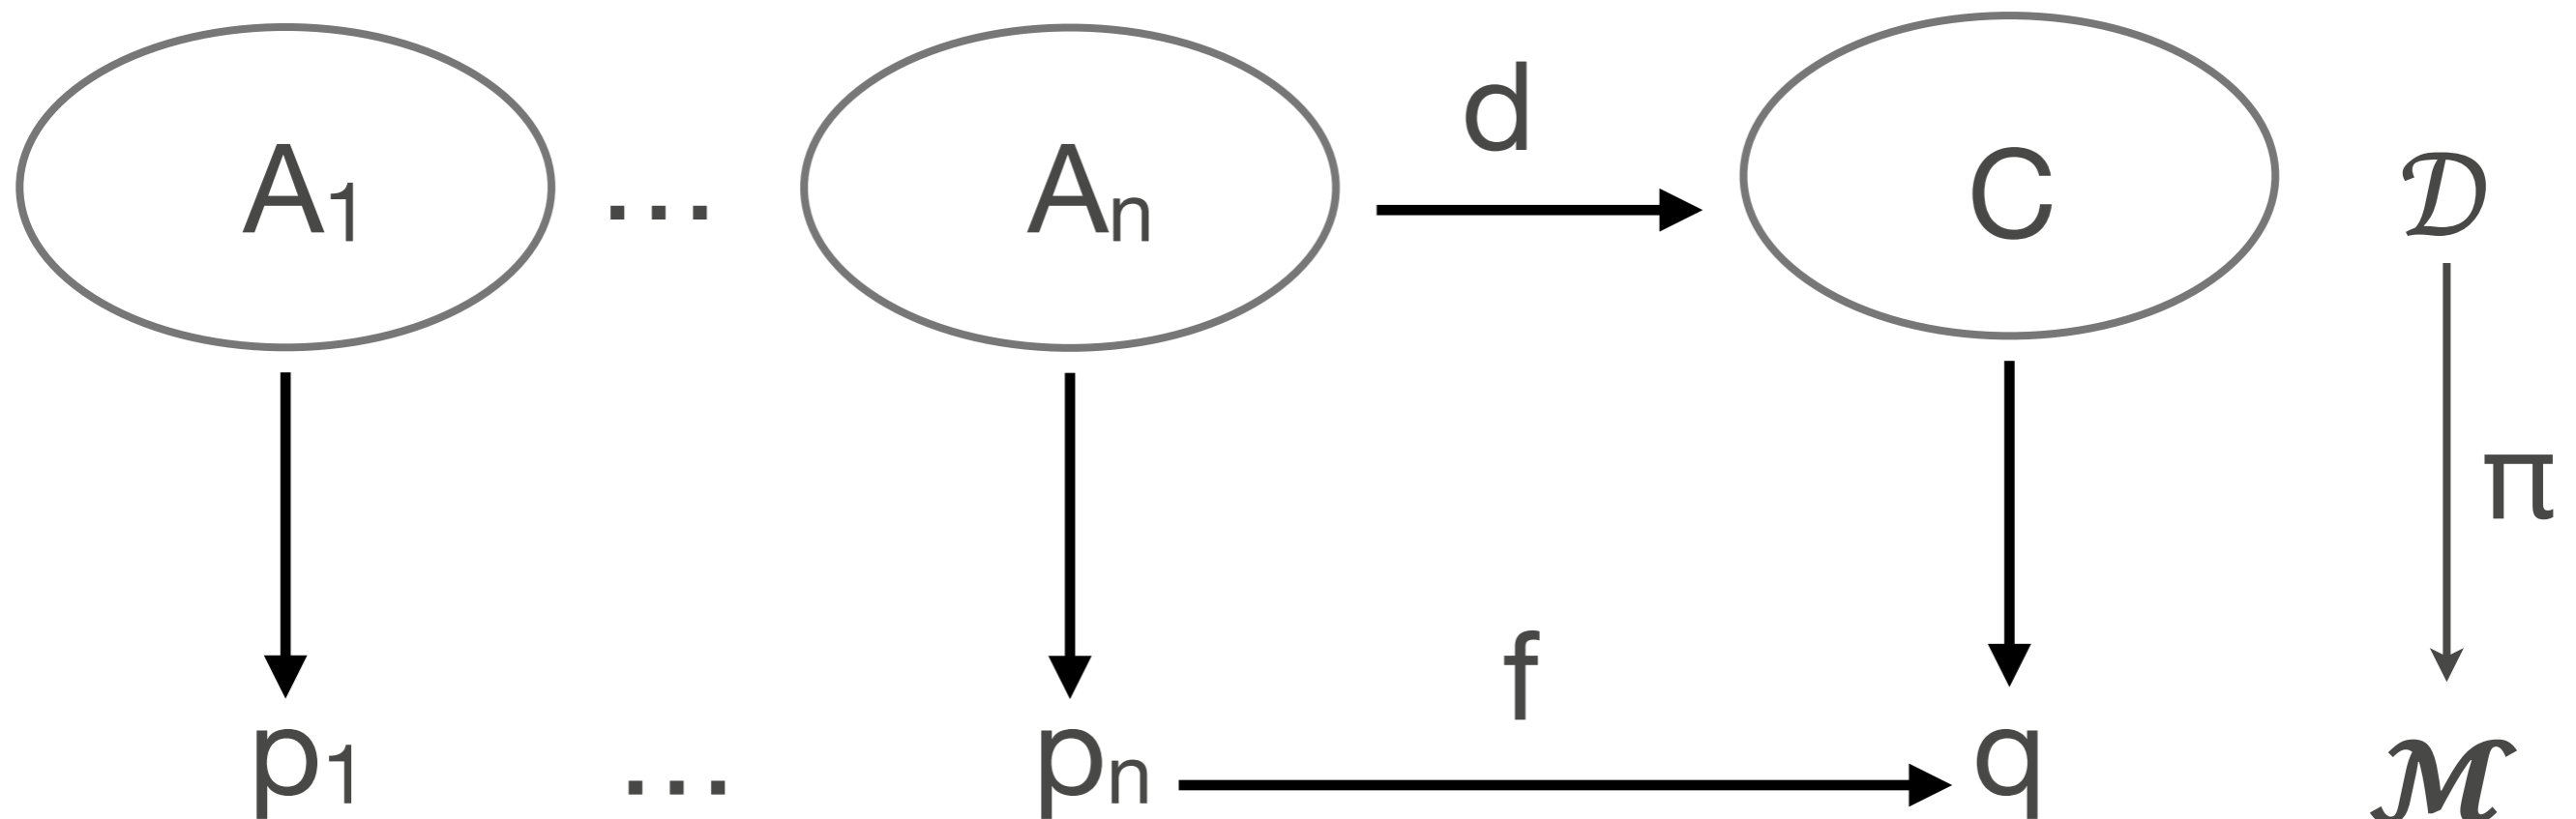 d
A₁ ... Aₙ C 𝒟
π
f
p₁ ... pₙ q ℳ